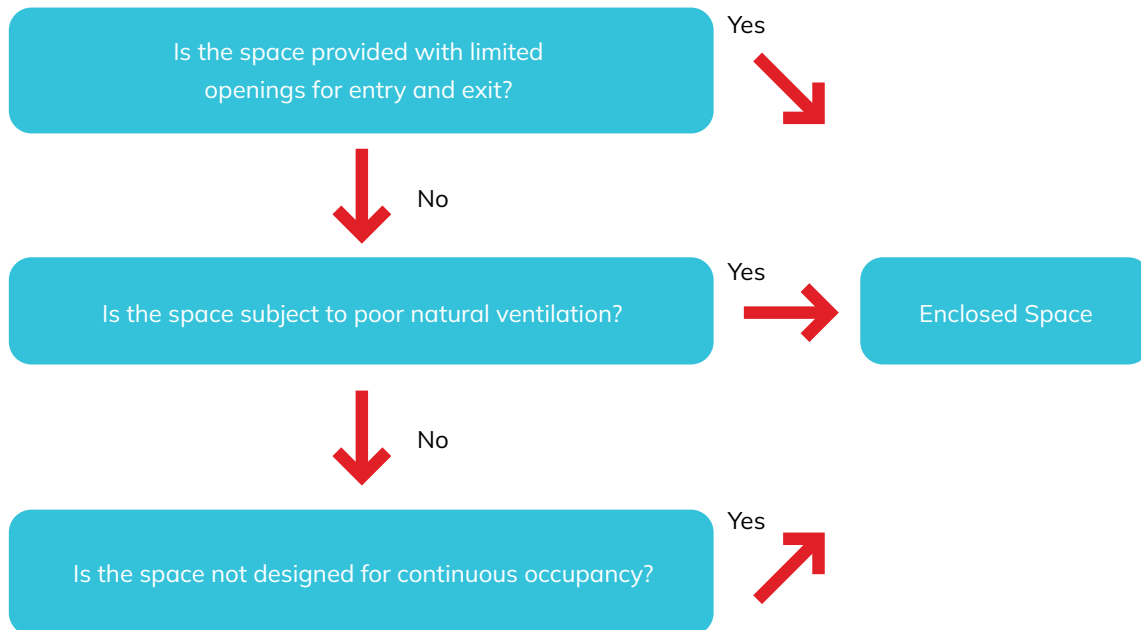 Is the space provided with limited
openings for entry and exit?
Yes
No
Is the space subject to poor natural ventilation?
Yes
Enclosed Space
No
Is the space not designed for continuous occupancy?
Yes